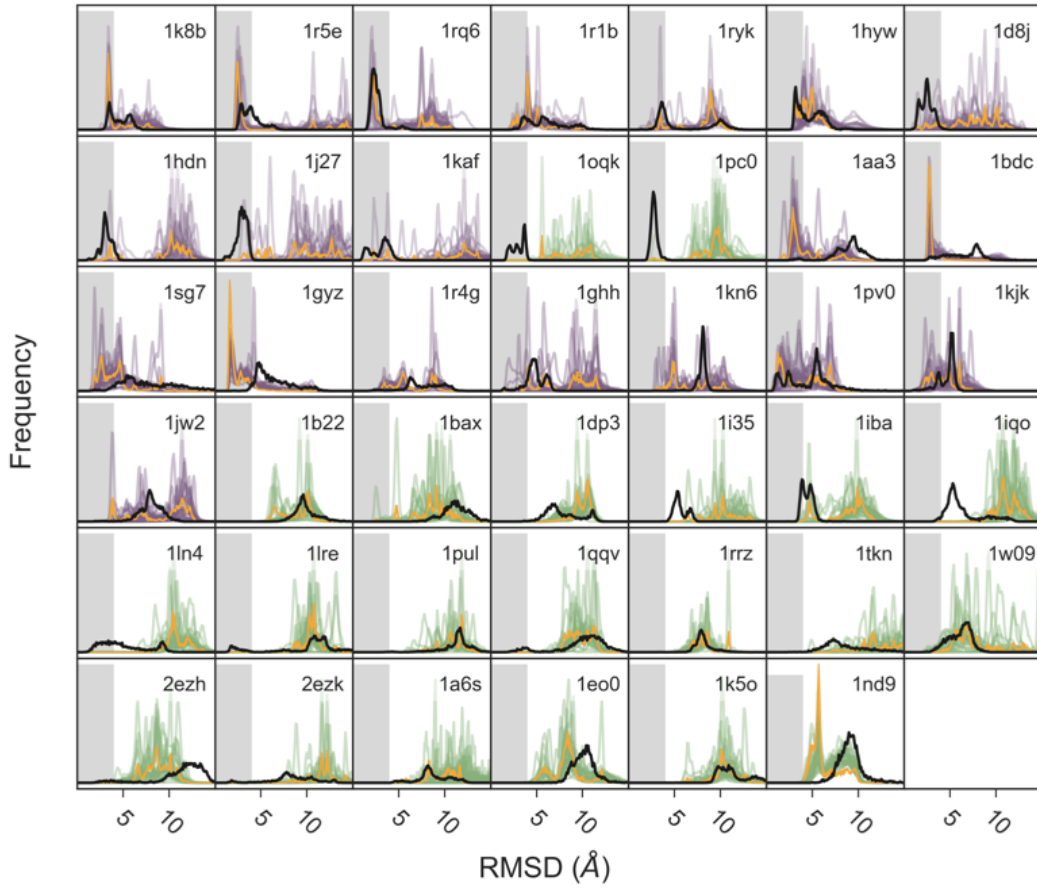 1k8b 1r5e 1rq6 1r1b 1ryk 1hyw 1d8j
1hdn 1j27 1kaf 1oqk 1pc0 1aa3 1bdc
1sg7 1gyz 1r4g 1ghh 1kn6 1pv0 1kjk
Frequency
1jw2 1b22 1bax 1dp3 1i35 1iba 1iqo
1ln4 1lre 1pul 1qqv 1rrz 1tkn 1w09
2ezh 2ezk 1a6s 1eo0 1k5o 1nd9
5 10 5 10 5 10 5 10 5 10 5 10 5 10
RMSD (Å)